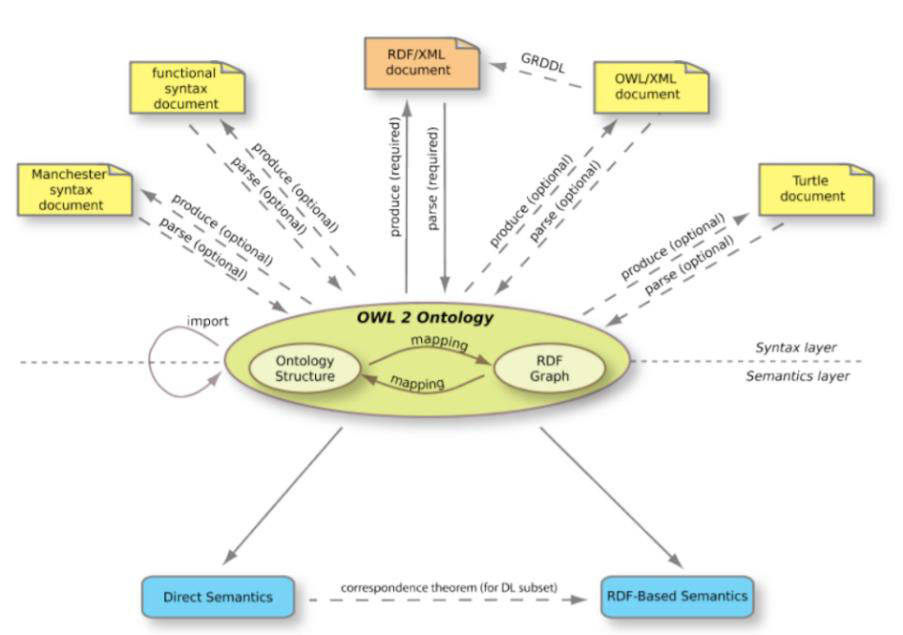 RDF/XML
document
GRDDL
functional
syntax
document
OWL/XML
document
Manchester
syntax
document
Turtle
document
produce (optional)
parse (optional)
produce (optional)
parse (optional)
produce (required)
parse (required)
produce (optional)
parse (optional)
produce (optional)
parse (optional)
OWL 2 Ontology
import
mapping
Ontology
Structure
RDF
Graph
mapping
Syntax layer
Semantics layer
Direct Semantics
correspondence theorem (for DL subset)
RDF-Based Semantics